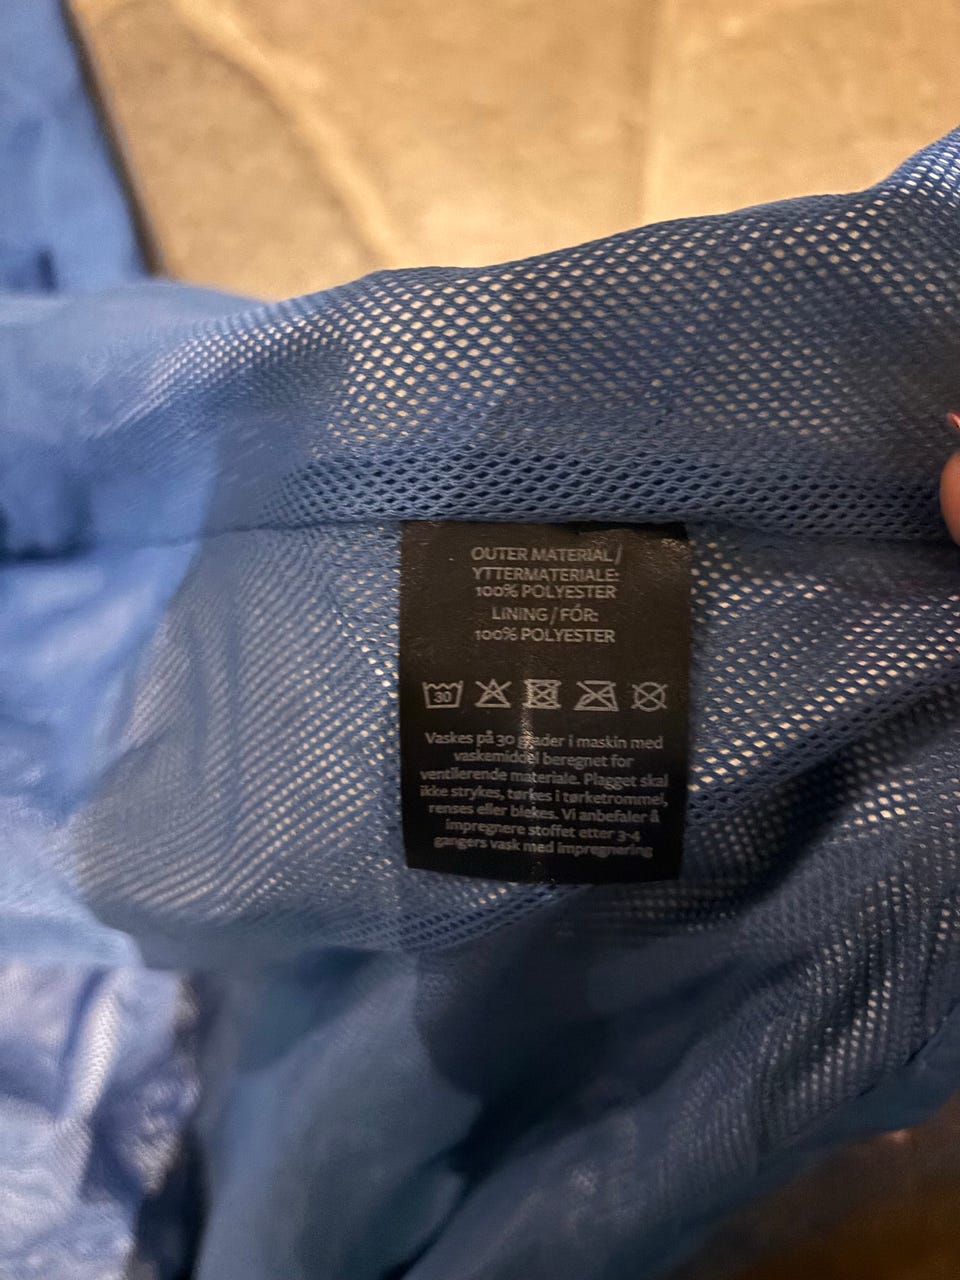 OUTER MATERIAL /
YTTERMATERIALE:
100% POLYESTER
LINING / FÓR:
100% POLYESTER
30
Vaskes på 30 grader i maskin med
vaskemiddel beregnet for
ventilerende materiale. Plagget skal
ikke strykes, tørkes i tørketrommel,
renses eller blekes. Vi anbefaler å
impregnere stoffet etter 3-4
gangers vask med impregnering